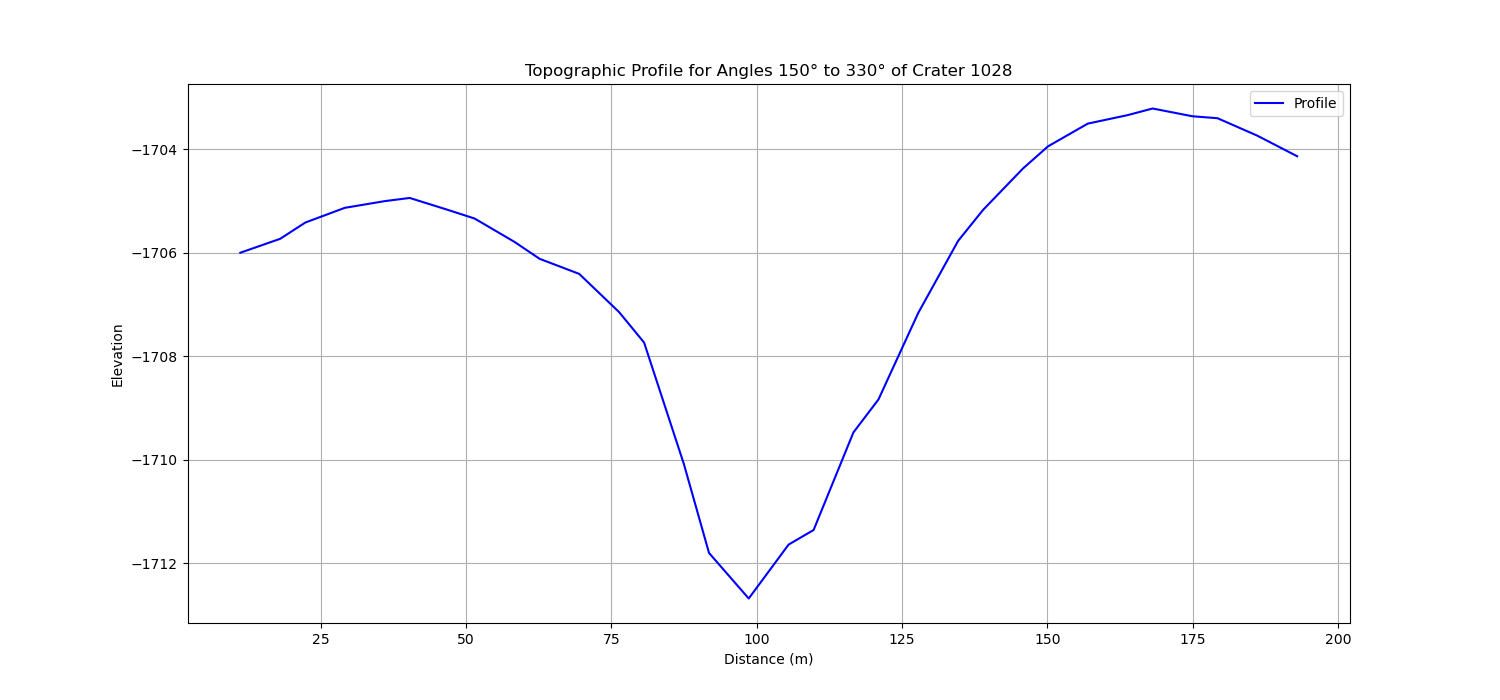 Topographic Profile for Angles 150° to 330° of Crater 1028
Profile
−1704
−1706
−1708
−1710
−1712
Elevation
25 50 75 100 125 150 175 200
Distance (m)